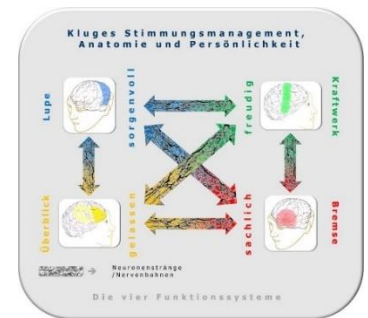 Kluges Stimmungsmanagement,
Anatomie und Persönlichkeit
Lupe
sorgenvoll
freudig
Kraftwerk
Überblick
gelassen
sachlich
Bremse
Neuronenstränge
/Nervenbahnen
Die vier Funktionssysteme